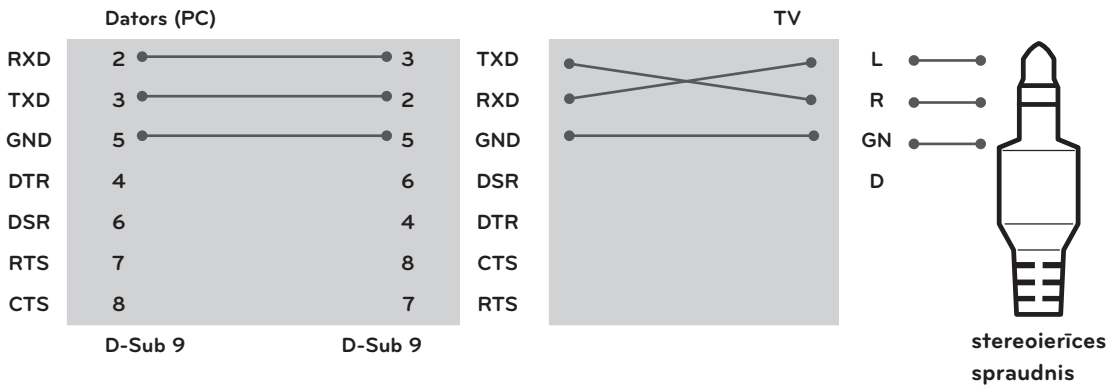 Dators (PC) TV
RXD 2 3 TXD L
TXD 3 2 RXD R
GND 5 5 GND GN
DTR 4 6 DSR D
DSR 6 4 DTR
RTS 7 8 CTS
CTS 8 7 RTS
D-Sub 9 D-Sub 9 stereoierīces
spraudnis